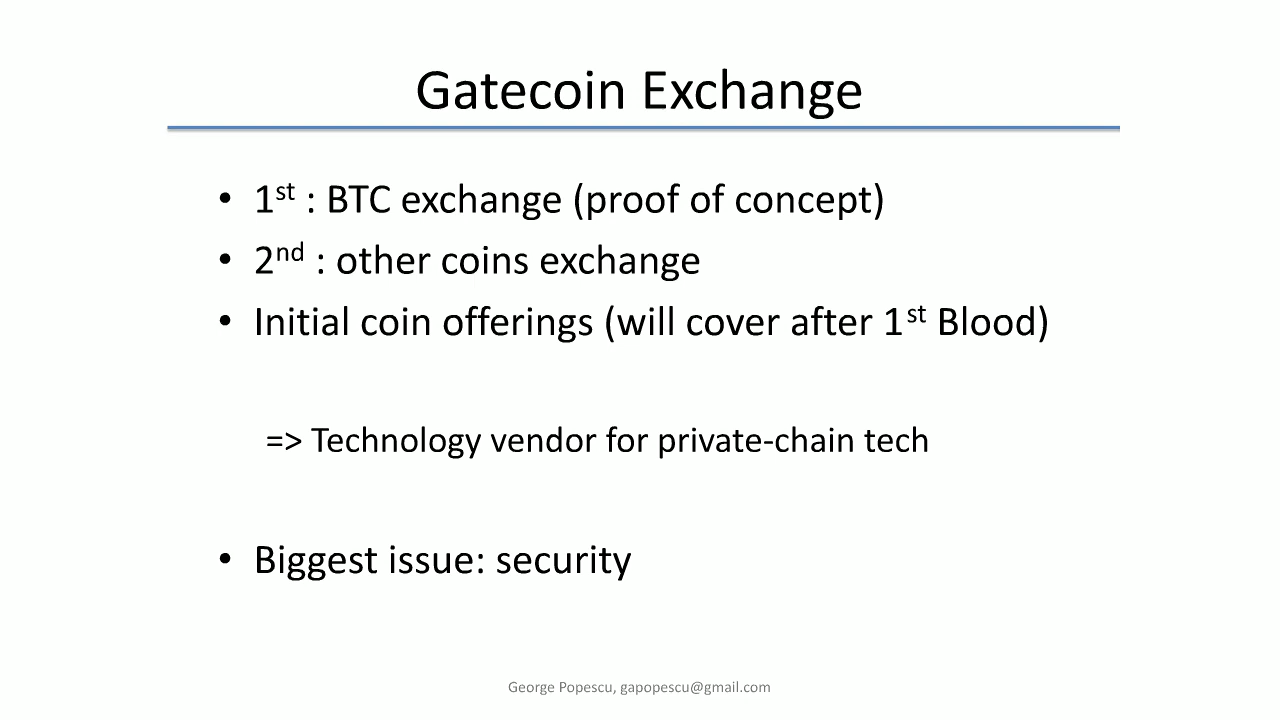 Gatecoin Exchange
• 1st : BTC exchange (proof of concept)
• 2nd : other coins exchange
• Initial coin offerings (will cover after 1st Blood)
=> Technology vendor for private-chain tech
• Biggest issue: security
George Popescu, gapopescu@gmail.com